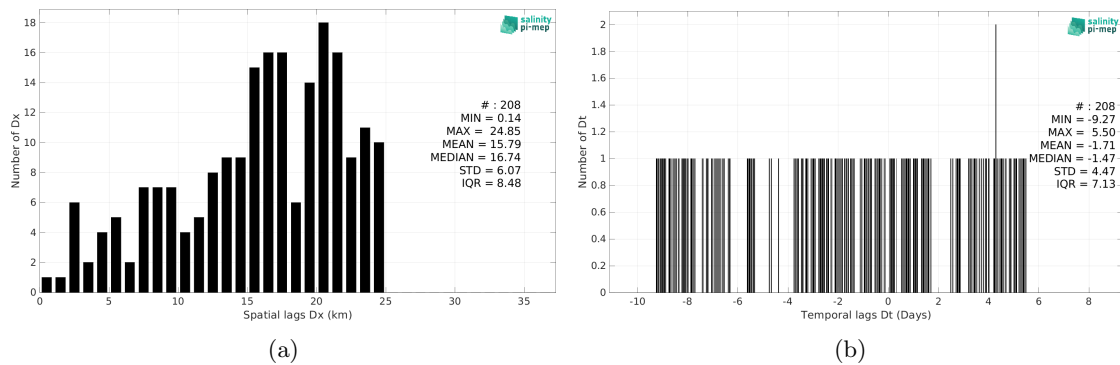 18
16
14
12
10
8
6
4
2
0
Number of Dx
0 5 10 15 20 25 30 35
Spatial lags Dx (km)
salinity
pi-mep
# : 208
MIN = 0.14
MAX = 24.85
MEAN = 15.79
MEDIAN = 16.74
STD = 6.07
IQR = 8.48
(a)
2
1.8
1.6
1.4
1.2
1
0.8
0.6
0.4
0.2
0
Number of Dt
-10 -8 -6 -4 -2 0 2 4 6 8
Temporal lags Dt (Days)
salinity
pi-mep
# : 208
MIN = -9.27
MAX = 5.50
MEAN = -1.71
MEDIAN = -1.47
STD = 4.47
IQR = 7.13
(b)